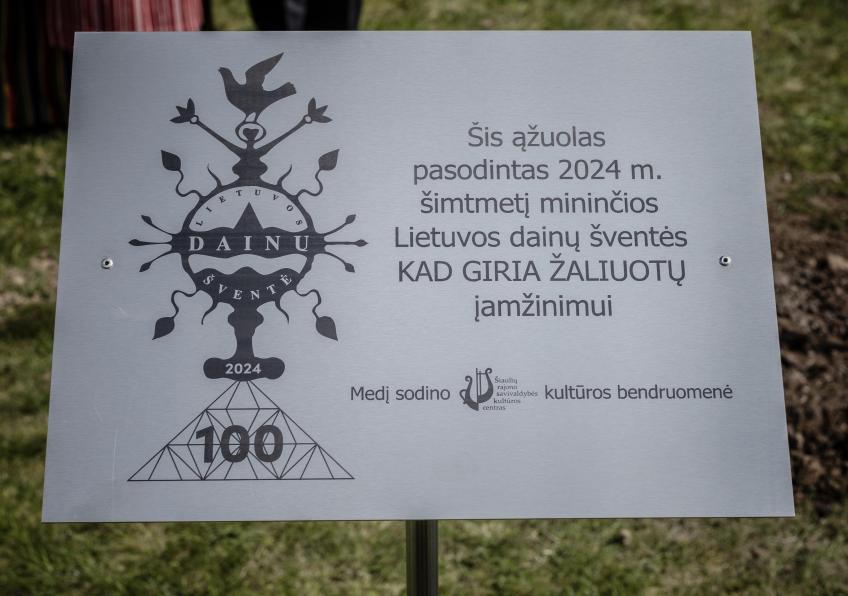 LIETUVOS
DAINŲ
ŠVENTĖ
2024
100
Šis ąžuolas
pasodintas 2024 m.
šimtmetį mininčios
Lietuvos dainų šventės
KAD GIRIA ŽALIUOTŲ
įamžinimui
Medį sodino
Šiaulių
rajono
savivaldybės
kultūros
centras
kultūros bendruomenė